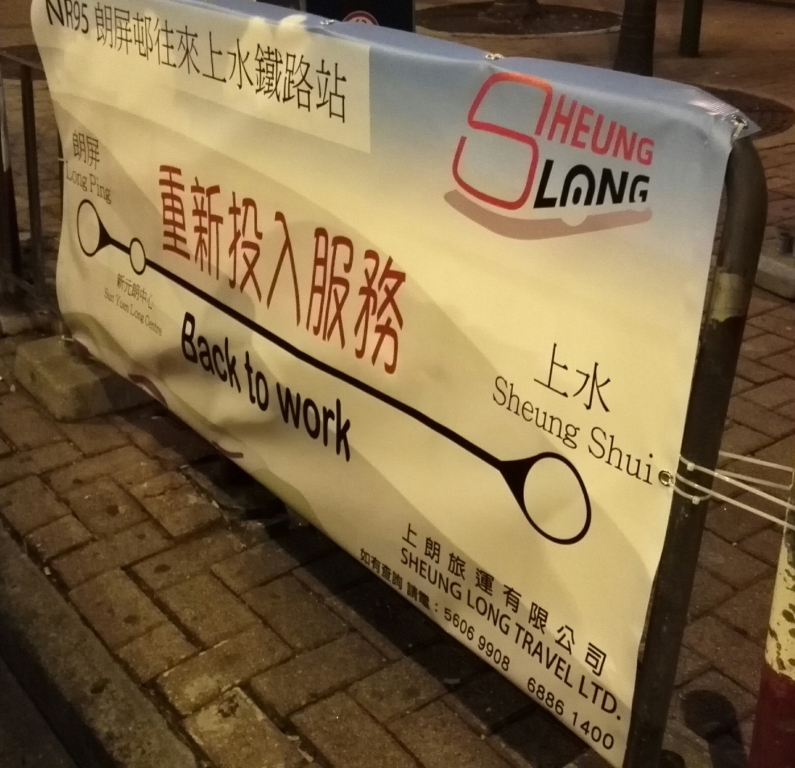 NR95 朗屏邨往來上水鐵路站
SHEUNG
LONG
朗屏
Long Ping
新元朗中心
Sun Yuen Long Centre
重新投入服務
Back to work
上水
Sheung Shui
上朗旅運有限公司
SHEUNG LONG TRAVEL LTD.
如有查詢 請電：5606 9908 6886 1400